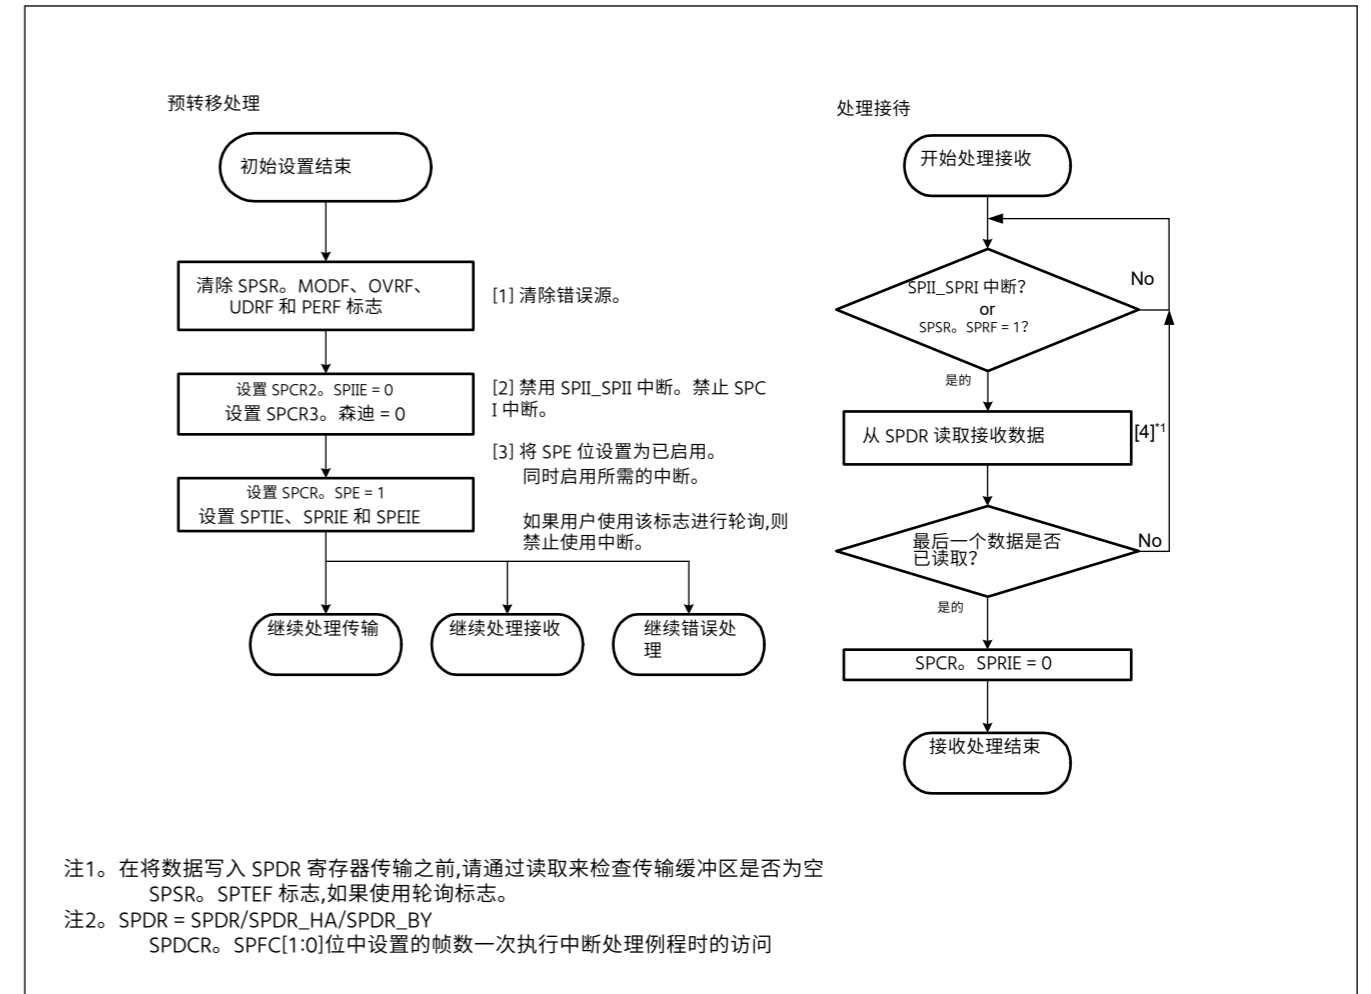 预转移处理
初始设置结束
清除 SPSR。MODF、OVRF、
UDRF 和 PERF 标志
[1] 清除错误源。
设置 SPCR2。SPIIE = 0
设置 SPCR3。森迪 = 0
[2] 禁用 SPII_SPII 中断。禁止 SPC
I 中断。
设置 SPCR。SPE = 1
设置 SPTIE、SPRIE 和 SPEIE
[3] 将 SPE 位设置为已启用。
同时启用所需的中断。
如果用户使用该标志进行轮询,则
禁止使用中断。
继续处理传输
继续处理接收
继续错误处
理
处理接待
开始处理接收
SPII_SPRI 中断?
or
SPSR。SPRF = 1?
No
是的
从 SPDR 读取接收数据
[4]*1
最后一个数据是否
已读取?
No
是的
SPCR。SPRIE = 0
接收处理结束
注1。在将数据写入 SPDR 寄存器传输之前,请通过读取来检查传输缓冲区是否为空
SPSR。SPTEF 标志,如果使用轮询标志。
注2。SPDR = SPDR/SPDR_HA/SPDR_BY
SPDCR。SPFC[1:0]位中设置的帧数一次执行中断处理例程时的访问